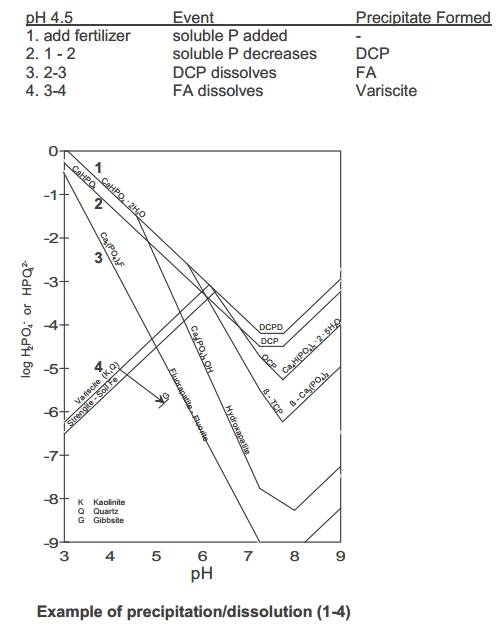 pH 4.5 Event Precipitate Formed
1. add fertilizer soluble P added -
2. 1 - 2 soluble P decreases DCP
3. 2-3 DCP dissolves FA
4. 3-4 FA dissolves Variscite
0
-1
-2
-3
-4
-5
-6
-7
-8
-9
log H₂PO₄⁻ or HPO₄²⁻
1
CaHPO₄ · 2H₂O
CaHPO₄
2
3
Ca₅(PO₄)₃F
4
Variscite (K,Q)
Strengite - Soil Fe
G
Ca₅(PO₄)₃OH
Fluorapatite - Fluorite
Hydroxapatite
DCPD
DCP
OCP
Ca₄H(PO₄)₃ · 2·5H₂O
ß - TCP
ß - Ca₃(PO₄)₂
K Kaolinite
Q Quartz
G Gibbsite
3 4 5 6 7 8 9
pH
Example of precipitation/dissolution (1-4)